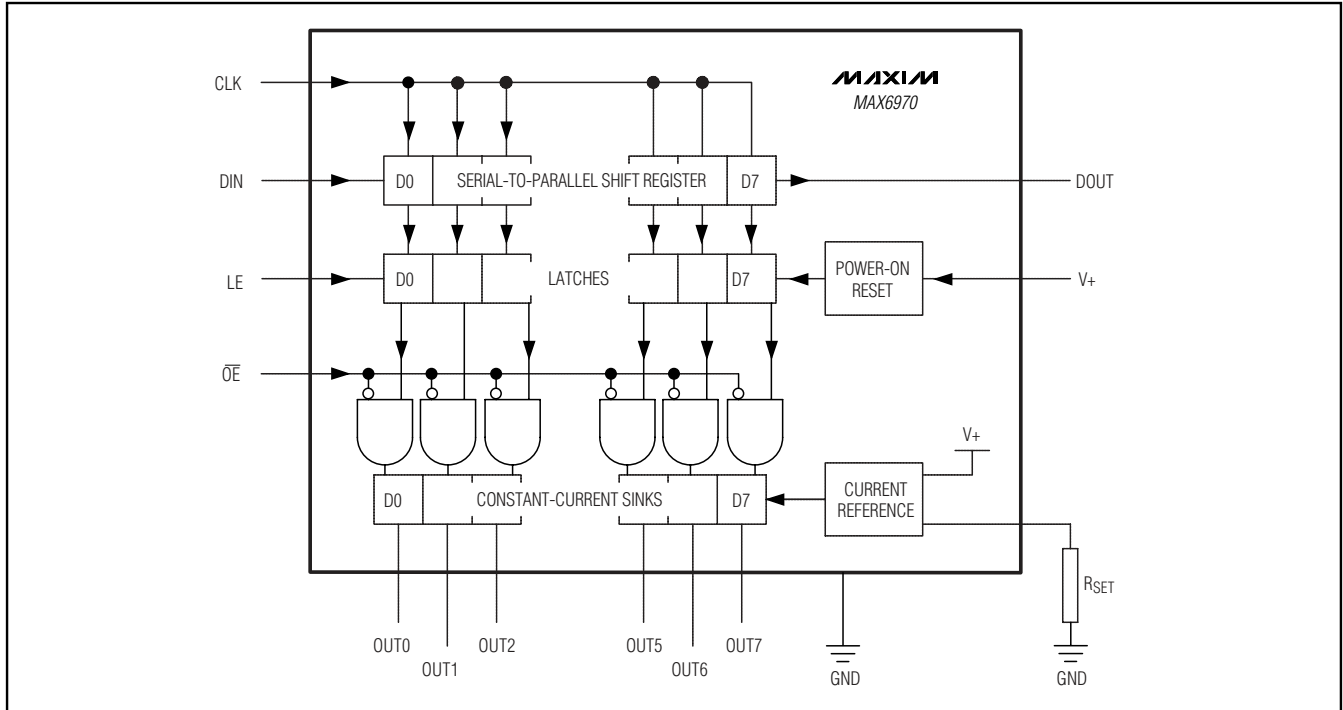 CLK
MAXIM
MAX6970
DIN
D0
SERIAL-TO-PARALLEL SHIFT REGISTER
D7
DOUT
LE
D0
LATCHES
D7
POWER-ON
RESET
V+
OE
V+
D0
CONSTANT-CURRENT SINKS
D7
CURRENT
REFERENCE
RSET
OUT0
OUT1
OUT2
OUT5
OUT6
OUT7
GND
GND